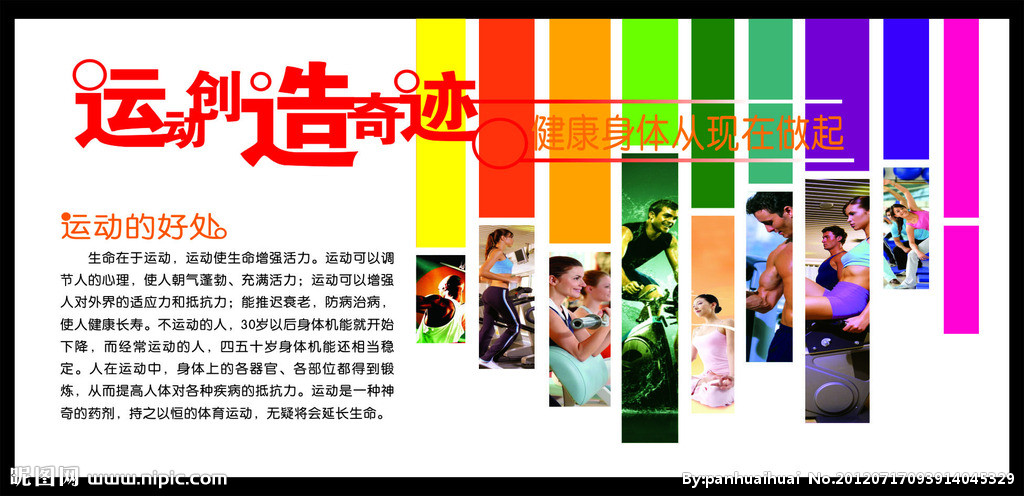 运动创造奇迹
健康身体从现在做起
运动的好处
生命在于运动，运动使生命增强活力。运动可以调
节人的心理，使人朝气蓬勃、充满活力；运动可以增强
人对外界的适应力和抵抗力；能推迟衰老，防病治病，
使人健康长寿。不运动的人，30岁以后身体机能就开始
下降，而经常运动的人，四五十岁身体机能还相当稳
定。人在运动中，身体上的各器官、各部位都得到锻
炼，从而提高人体对各种疾病的抵抗力。运动是一种神
奇的药剂，持之以恒的体育运动，无疑将会延长生命。
昵图网 www.nipic.com
By:panhuaihuai No.20120717093914045329